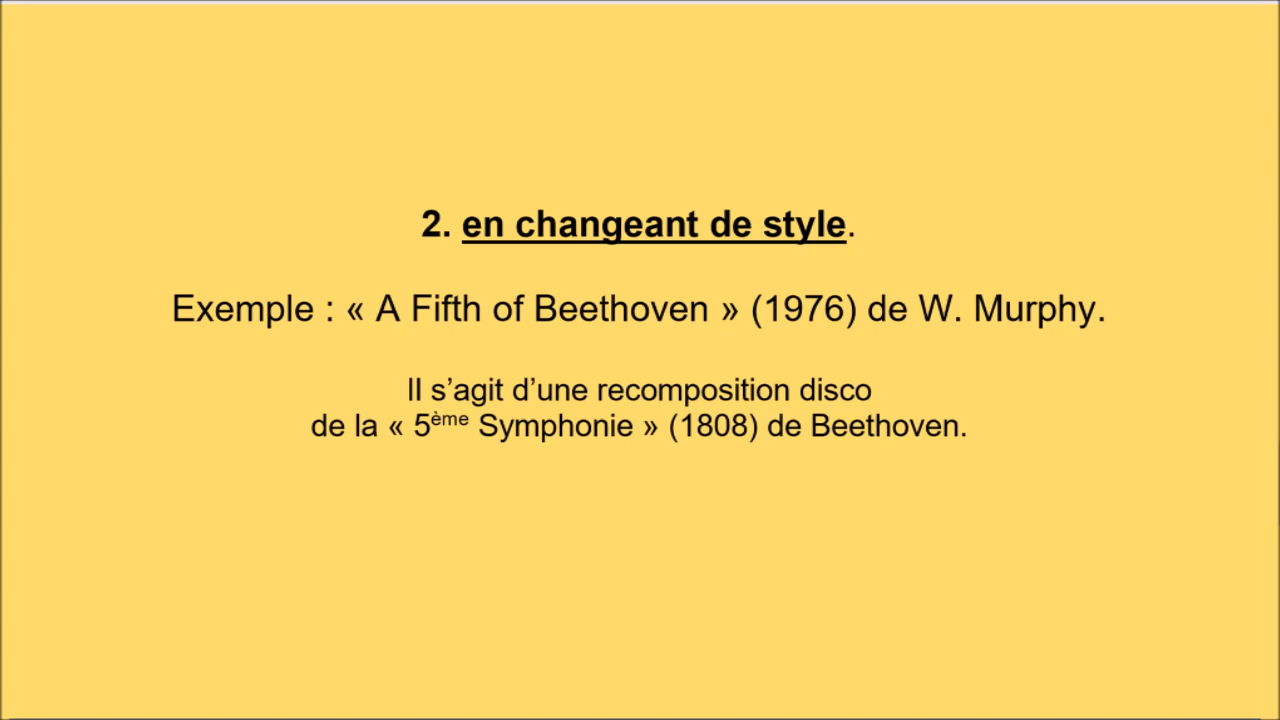 2. en changeant de style.
Exemple : « A Fifth of Beethoven » (1976) de W. Murphy.
Il s’agit d’une recomposition disco
de la « 5ème Symphonie » (1808) de Beethoven.